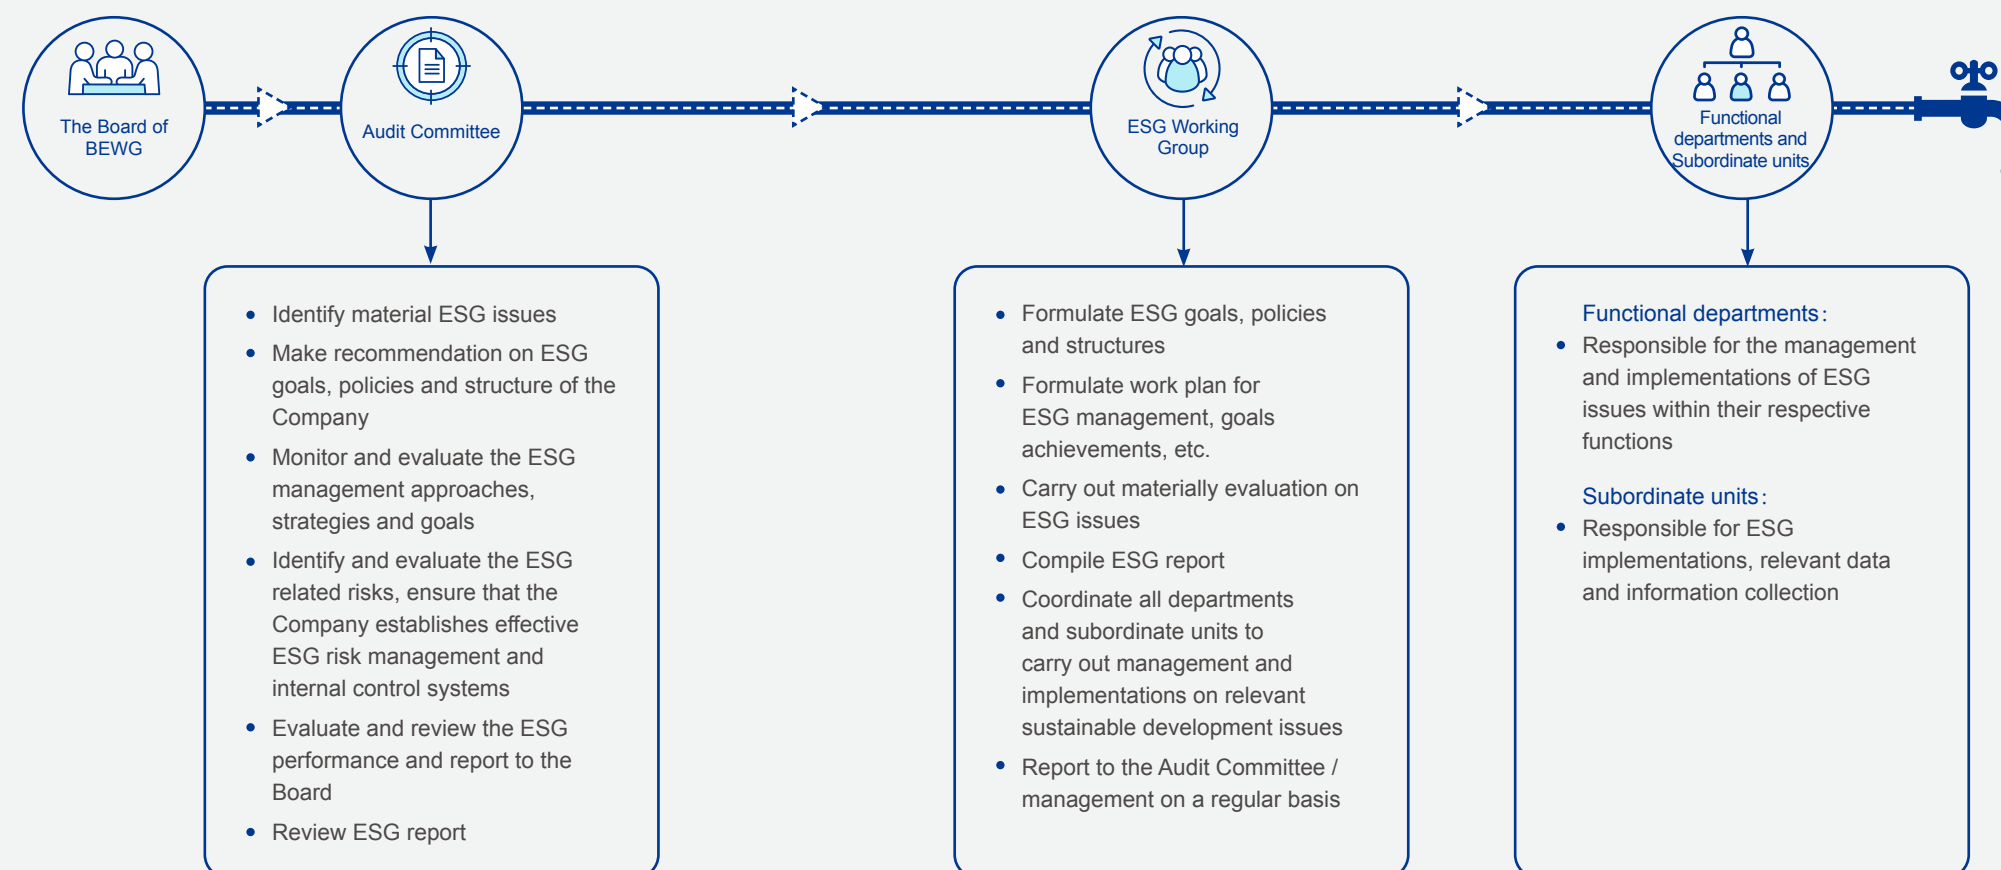 The Board of
BEWG
Audit Committee
ESG Working
Group
Functional
departments and
Subordinate units
• Identify material ESG issues
• Make recommendation on ESG
goals, policies and structure of the
Company
• Monitor and evaluate the ESG
management approaches,
strategies and goals
• Identify and evaluate the ESG
related risks, ensure that the
Company establishes effective
ESG risk management and
internal control systems
• Evaluate and review the ESG
performance and report to the
Board
• Review ESG report
• Formulate ESG goals, policies
and structures
• Formulate work plan for
ESG management, goals
achievements, etc.
• Carry out materially evaluation on
ESG issues
• Compile ESG report
• Coordinate all departments
and subordinate units to
carry out management and
implementations on relevant
sustainable development issues
• Report to the Audit Committee /
management on a regular basis
Functional departments:
• Responsible for the management
and implementations of ESG
issues within their respective
functions
Subordinate units:
• Responsible for ESG
implementations, relevant data
and information collection